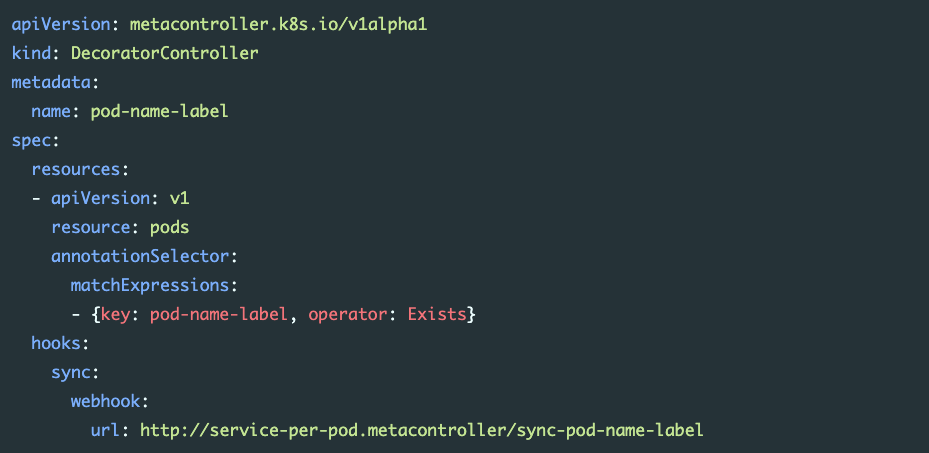 apiVersion: metacontroller.k8s.io/v1alpha1
kind: DecoratorController
metadata:
  name: pod-name-label
spec:
  resources:
  - apiVersion: v1
    resource: pods
    annotationSelector:
      matchExpressions:
      - {key: pod-name-label, operator: Exists}
  hooks:
    sync:
      webhook:
        url: http://service-per-pod.metacontroller/sync-pod-name-label